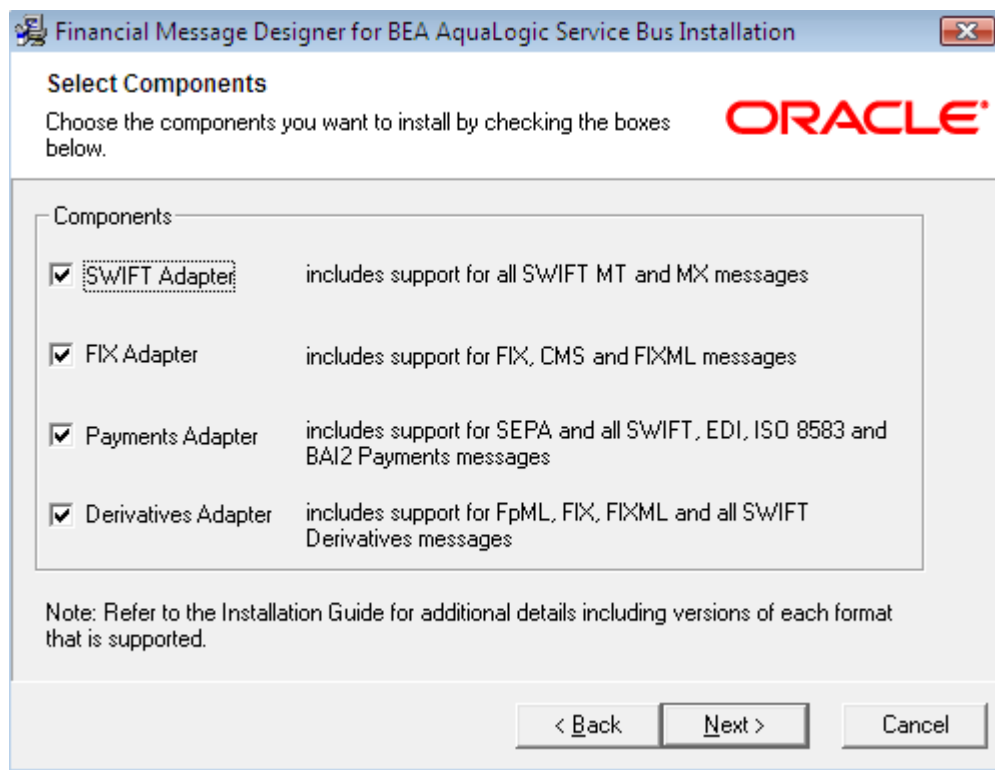 Financial Message Designer for BEA AquaLogic Service Bus Installation
Select Components
Choose the components you want to install by checking the boxes
below.
ORACLE
Components
SWIFT Adapter includes support for all SWIFT MT and MX messages
FIX Adapter includes support for FIX, CMS and FIXML messages
Payments Adapter includes support for SEPA and all SWIFT, EDI, ISO 8583 and
BAI2 Payments messages
Derivatives Adapter includes support for FpML, FIX, FIXML and all SWIFT
Derivatives messages
Note: Refer to the Installation Guide for additional details including versions of each format
that is supported.
< Back Next > Cancel